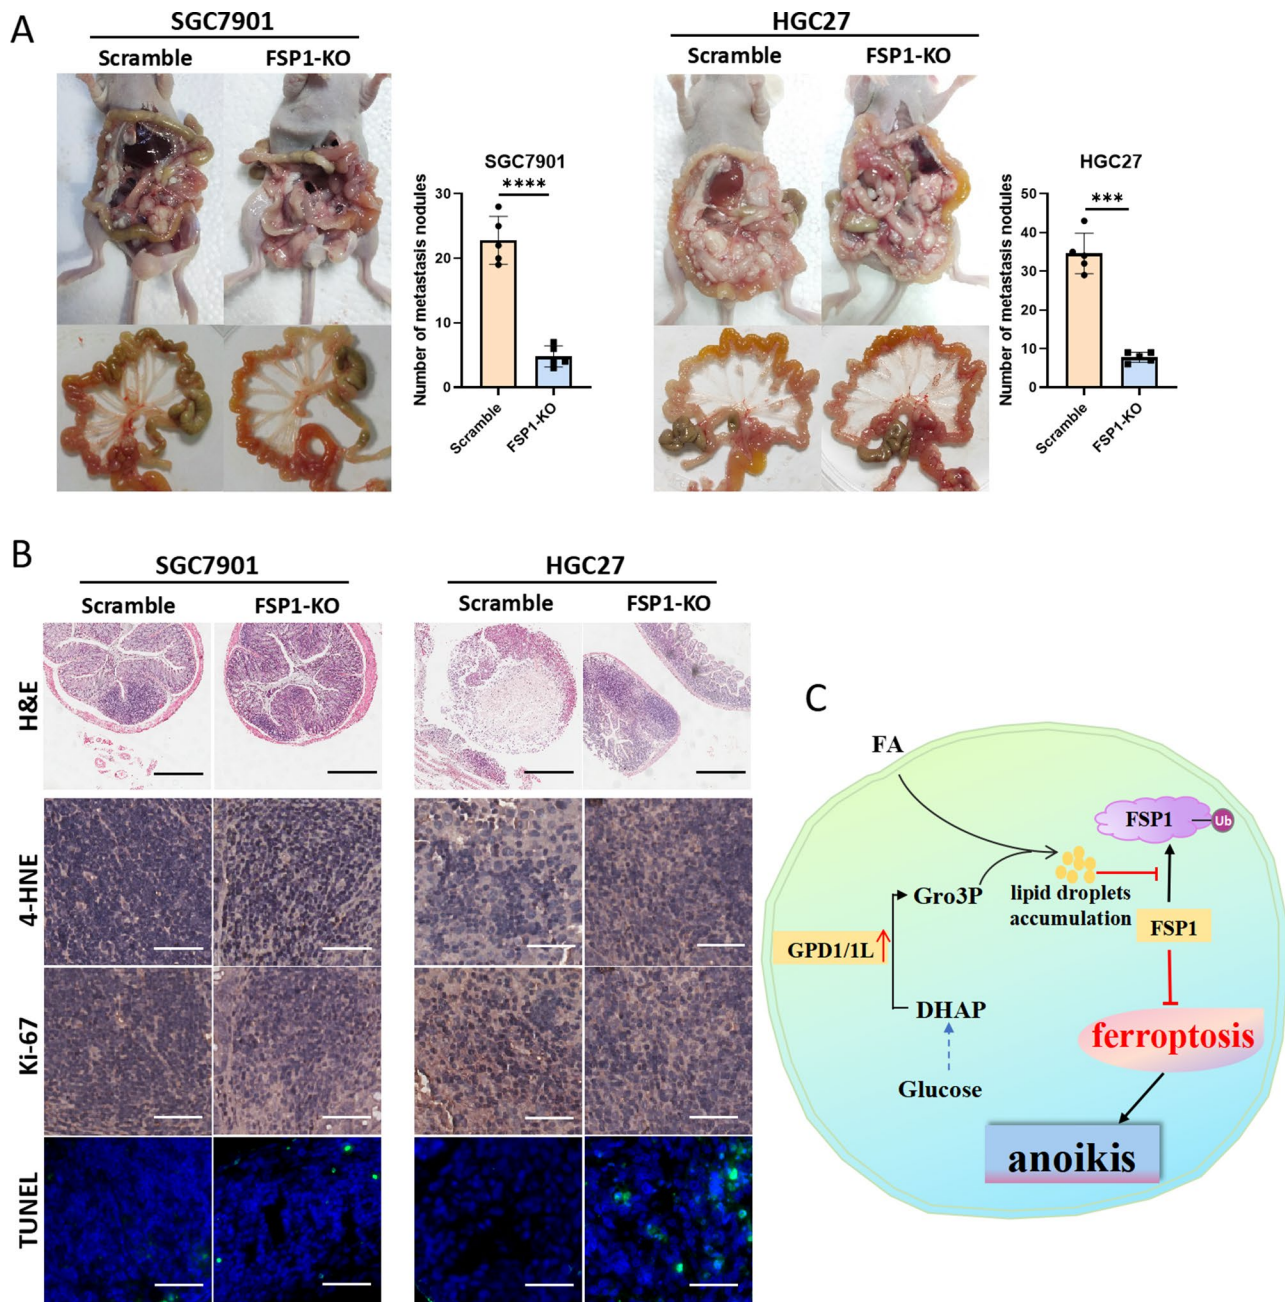 A
SGC7901
Scramble FSP1-KO
SGC7901
Number of metastasis nodules
30
20
10
0
****
Scramble
FSP1-KO
HGC27
Scramble FSP1-KO
HGC27
Number of metastasis nodules
50
40
30
20
10
0
***
Scramble
FSP1-KO
B
SGC7901
Scramble FSP1-KO
HGC27
Scramble FSP1-KO
H&E
4-HNE
Ki-67
TUNEL
C
FA
FSP1
Ub
lipid droplets
accumulation
Gro3P
FSP1
GPD1/1L
DHAP
ferroptosis
Glucose
anoikis